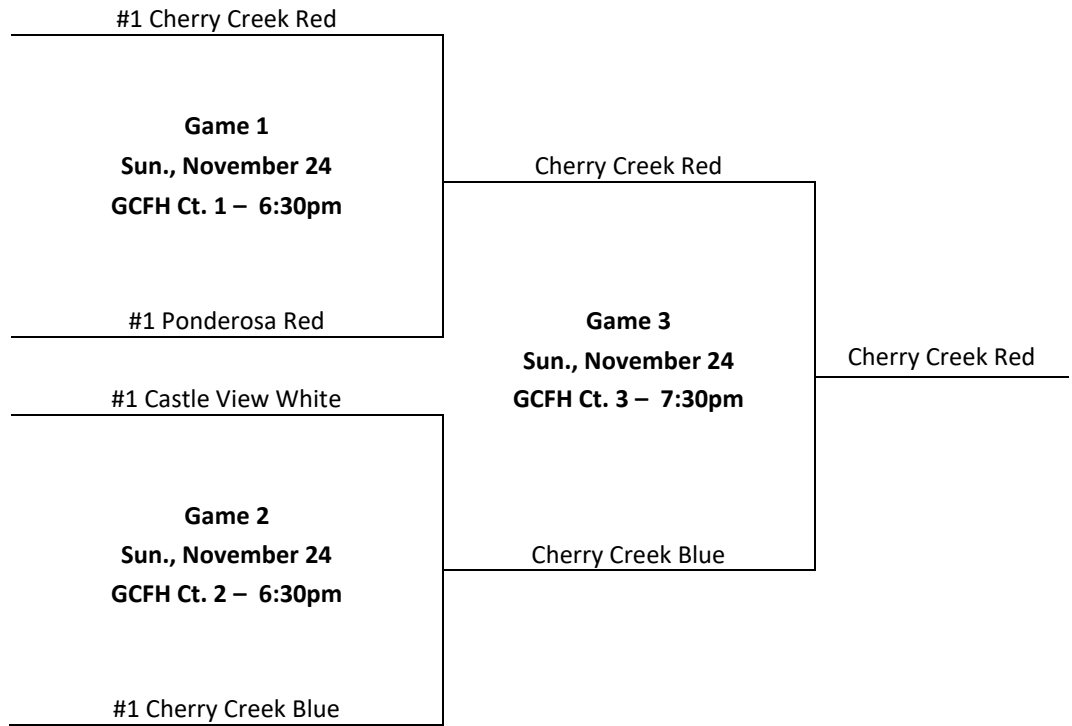 #1 Cherry Creek Red
Game 1
Sun., November 24
GCFH Ct. 1 – 6:30pm
#1 Ponderosa Red
Cherry Creek Red
Game 3
Sun., November 24
GCFH Ct. 3 – 7:30pm
Cherry Creek Red
#1 Castle View White
Game 2
Sun., November 24
GCFH Ct. 2 – 6:30pm
Cherry Creek Blue
#1 Cherry Creek Blue